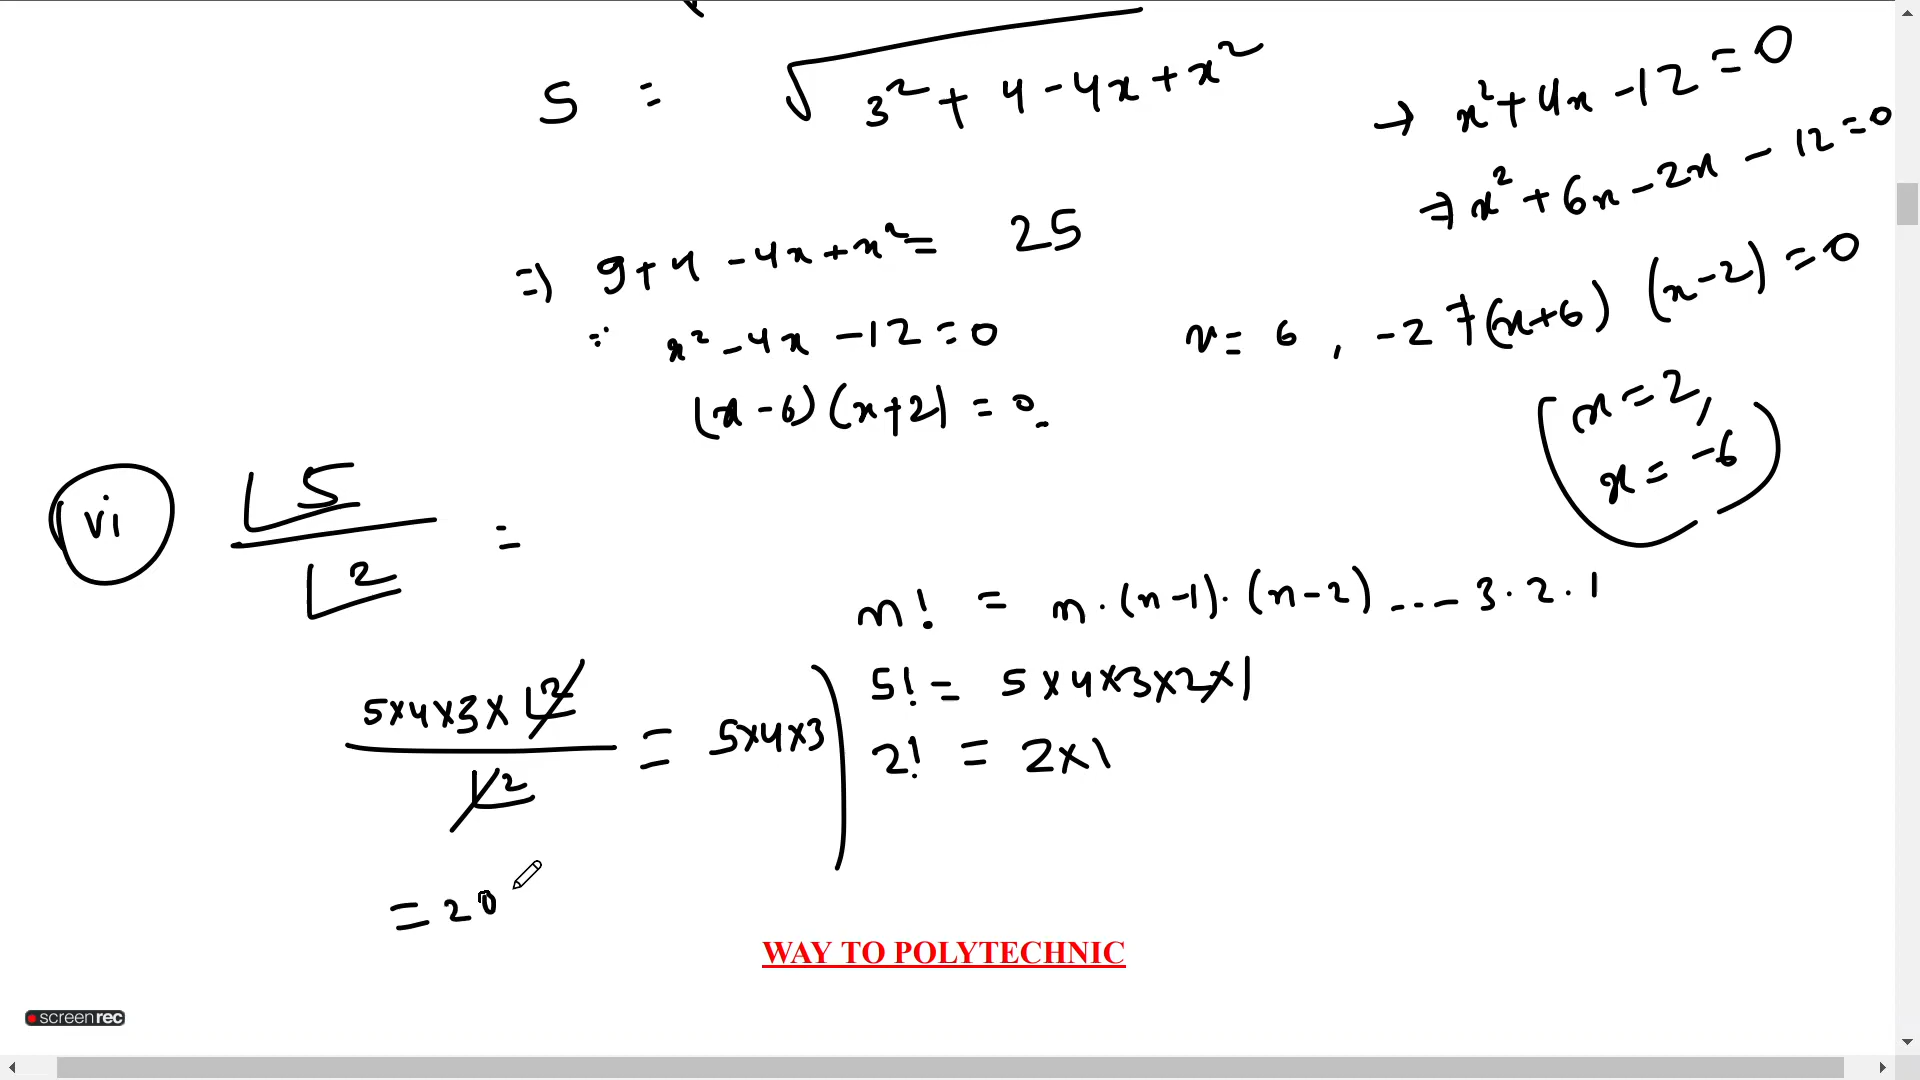 5 = √3² + 4 - 4x + x²
⇒ 9 + 4 - 4x + x² = 25
∵ x² - 4x - 12 = 0
(x - 6) (x + 2) = 0
x = 6, -2
→ x² + 4x - 12 = 0
⇒ x² + 6x - 2x - 12 = 0
7 (x + 6) (x - 2) = 0
x = 2,
x = -6
vi ⌊5 / ⌊2 =
5×4×3×⌊2 / ⌊2 = 5×4×3
= 20
n! = n . (n-1) . (n-2) ---- 3 . 2 . 1
5! = 5 × 4 × 3 × 2 × 1
2! = 2 × 1
WAY TO POLYTECHNIC
screenrec